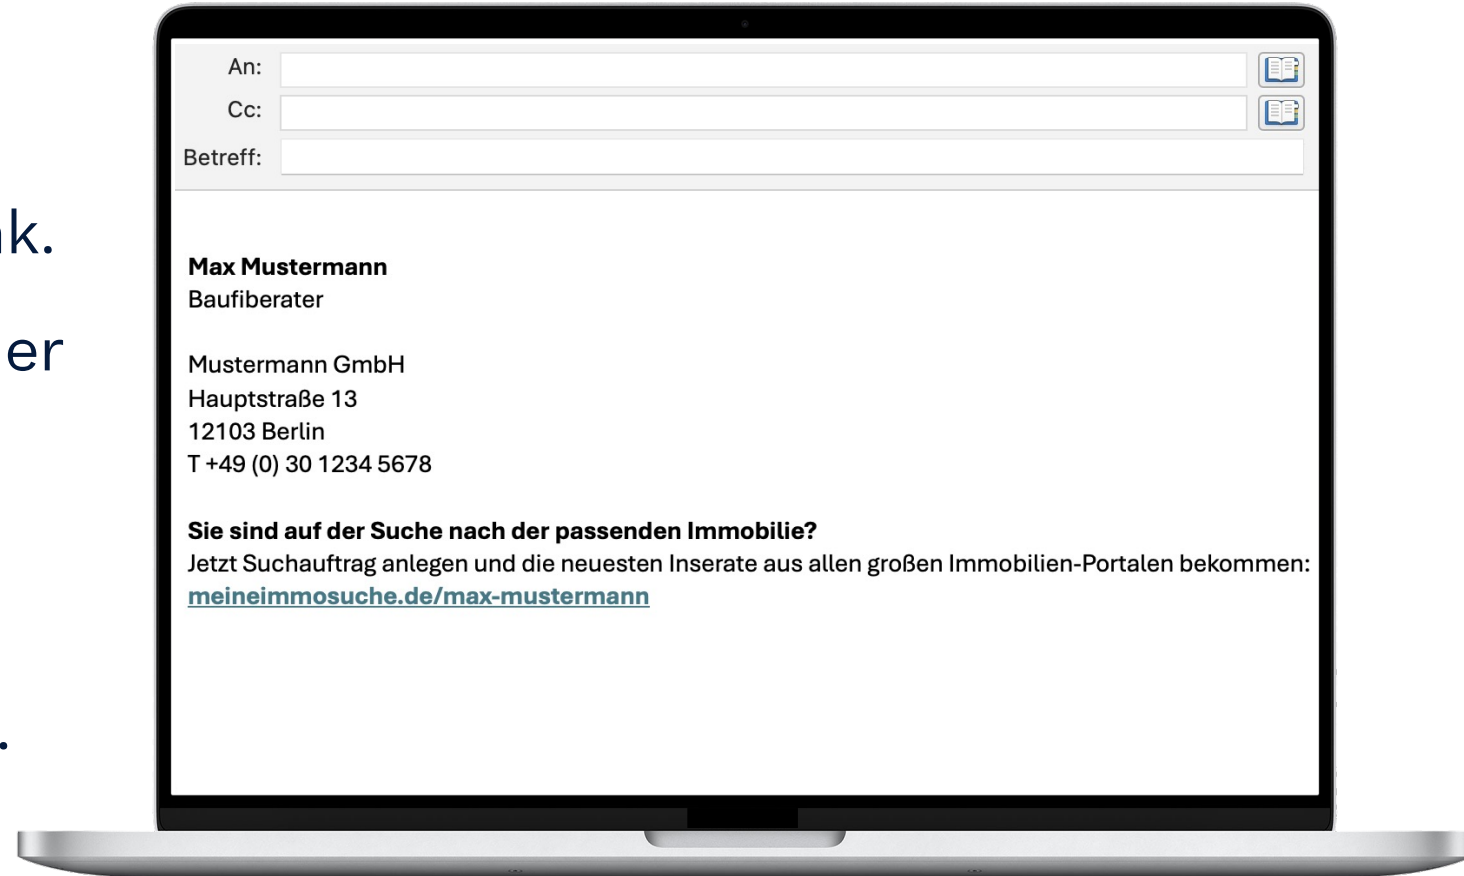 An:
Cc:
Betreff:
er
Max Mustermann
Baufiberater
Mustermann GmbH
Hauptstraße 13
12103 Berlin
T +49 (0) 30 1234 5678
Sie sind auf der Suche nach der passenden Immobilie?
Jetzt Suchauftrag anlegen und die neuesten Inserate aus allen großen Immobilien-Portalen bekommen:
meineimmosuche.de/max-mustermann